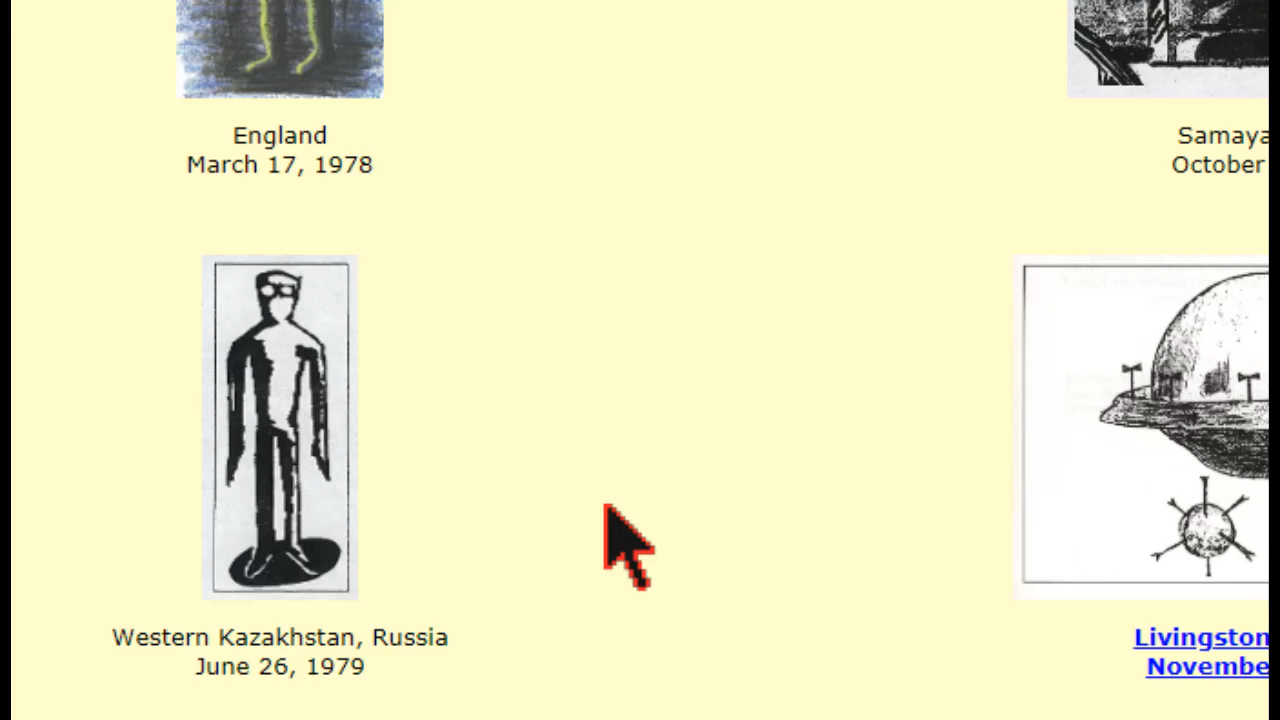 England
March 17, 1978
Samaya
October
Western Kazakhstan, Russia
June 26, 1979
Livingston
Novembe